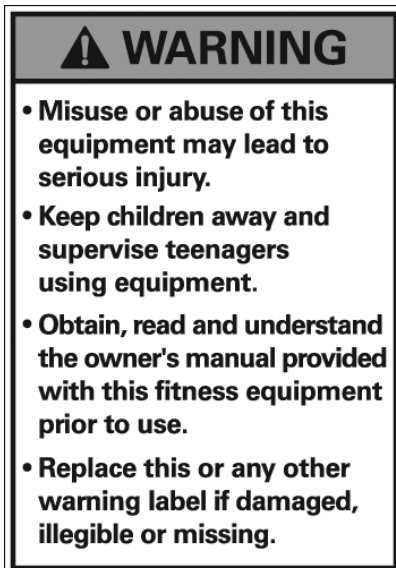 WARNING
• Misuse or abuse of this
equipment may lead to
serious injury.
• Keep children away and
supervise teenagers
using equipment.
• Obtain, read and understand
the owner's manual provided
with this fitness equipment
prior to use.
• Replace this or any other
warning label if damaged,
illegible or missing.